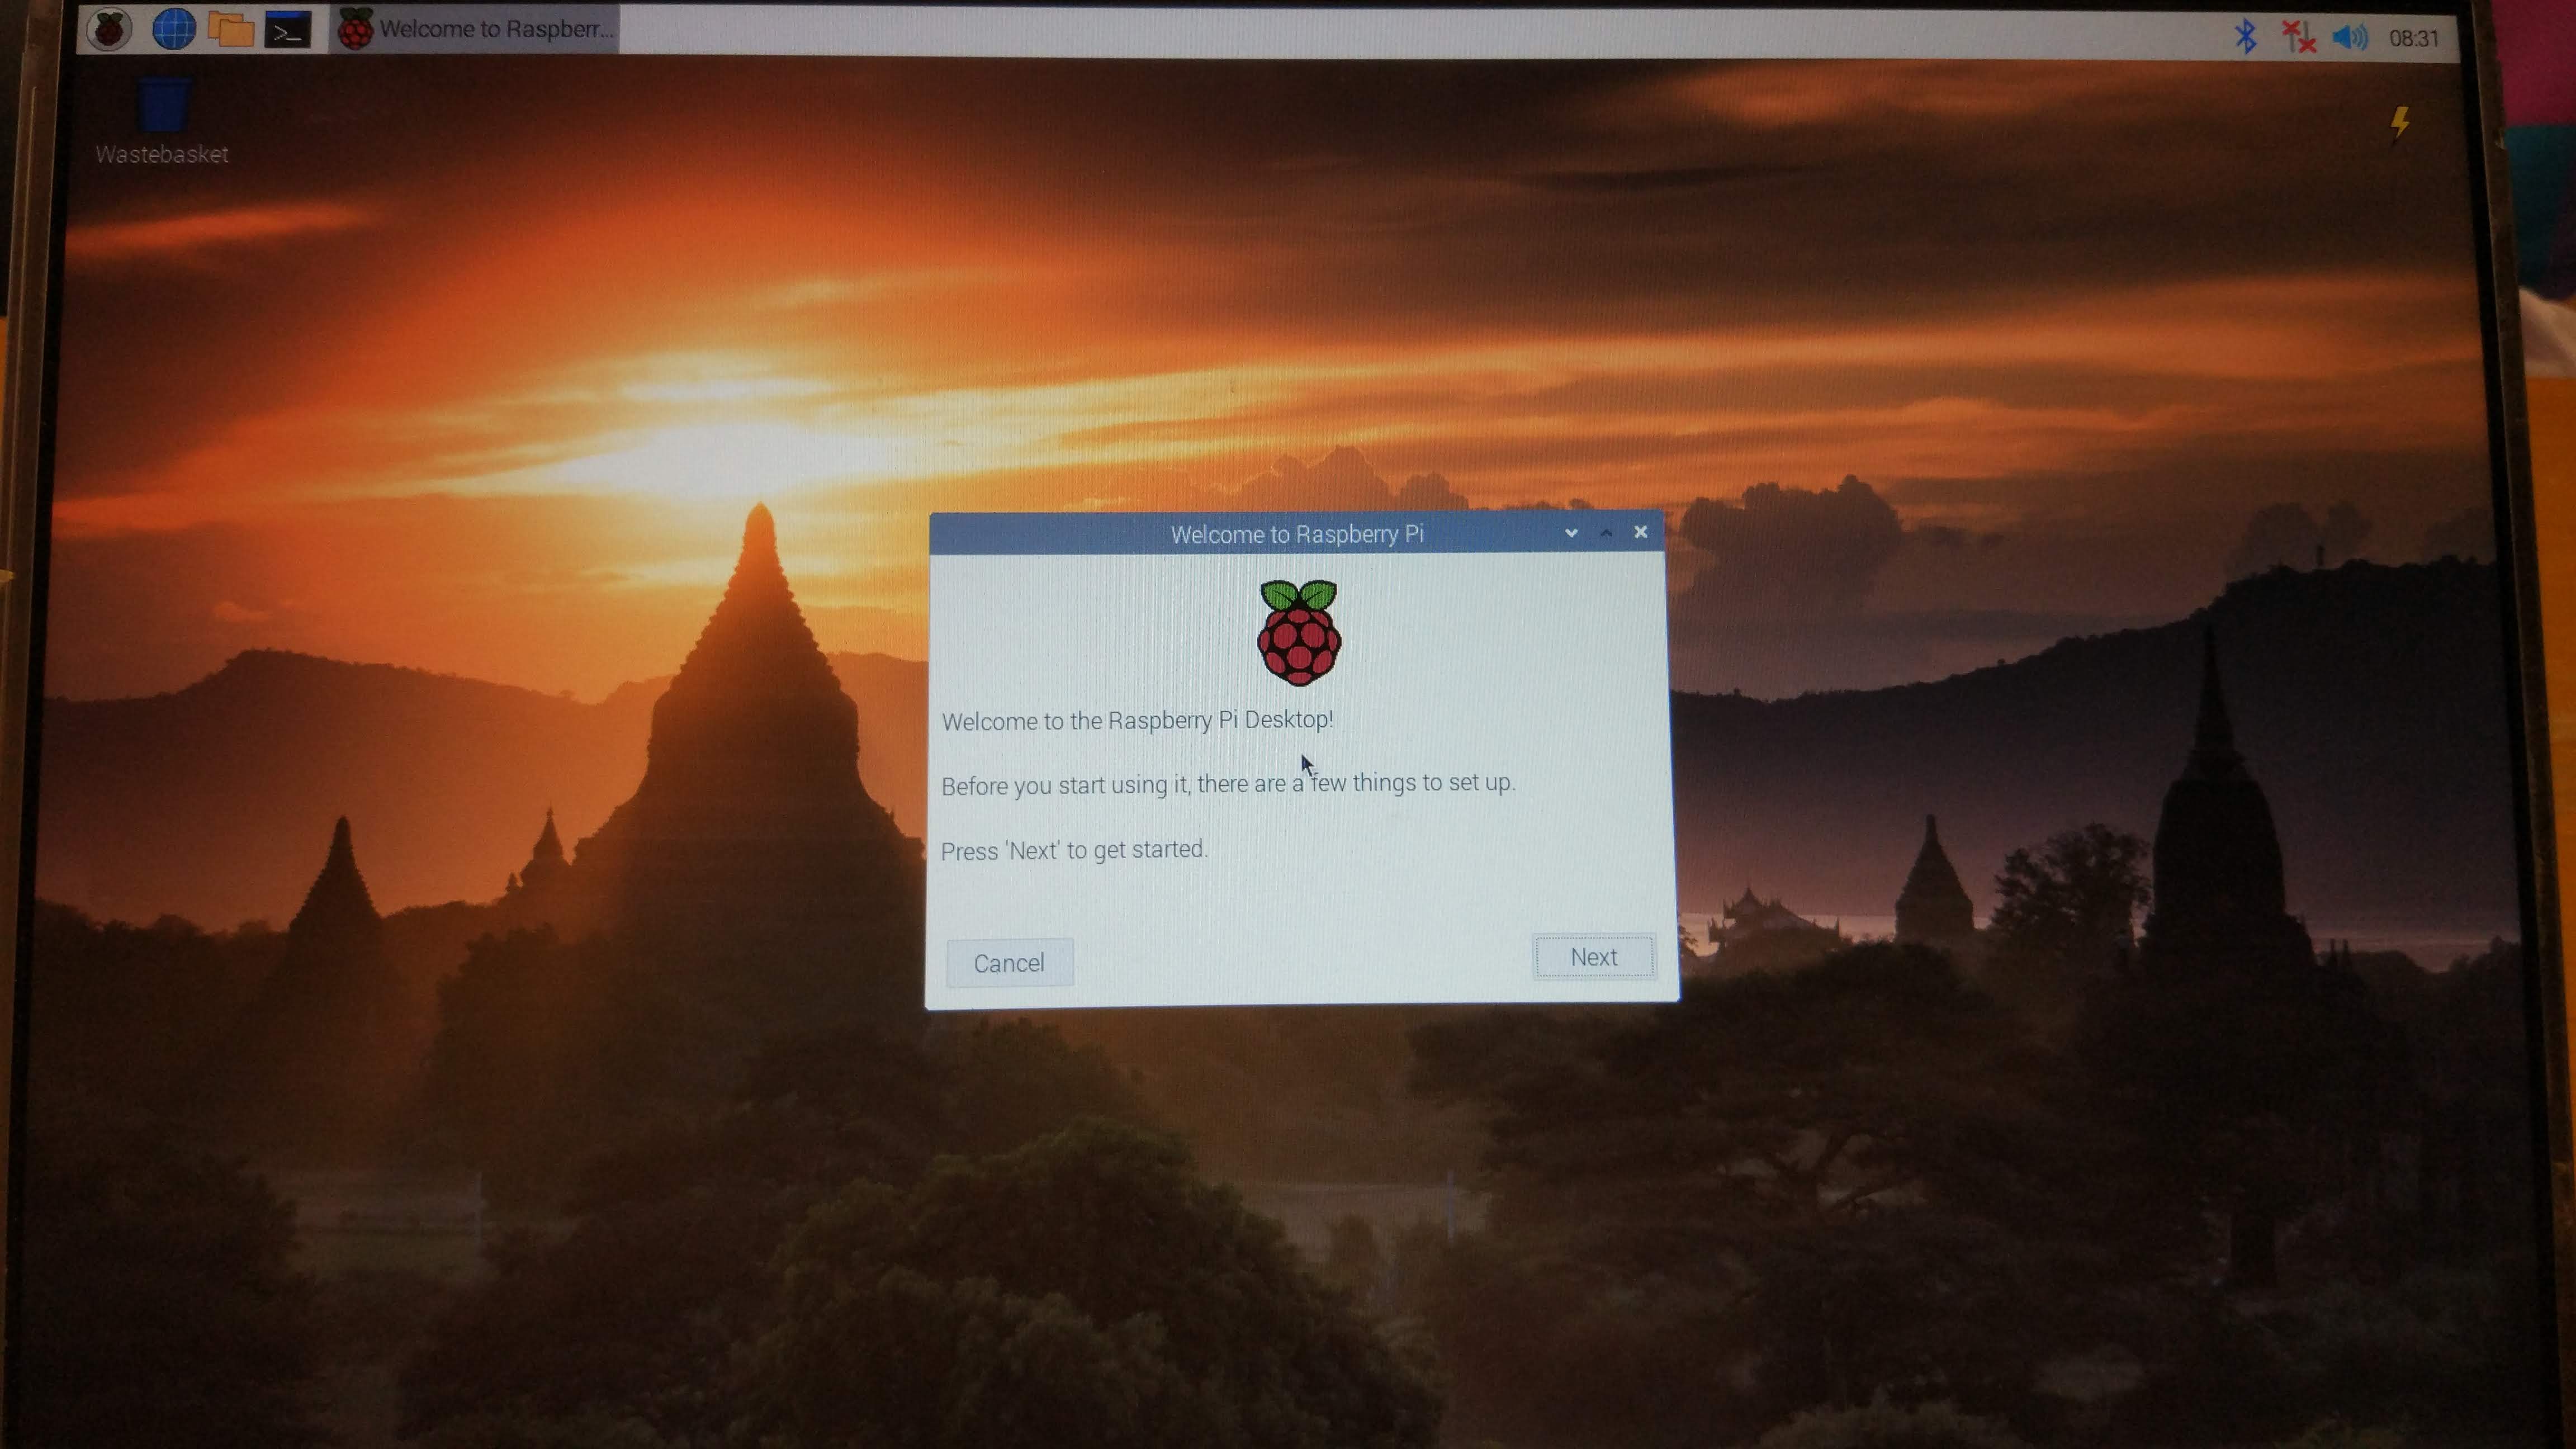 Welcome to Raspberr...
08:31
Wastebasket
Welcome to Raspberry Pi
Welcome to the Raspberry Pi Desktop!
Before you start using it, there are a few things to set up.
Press 'Next' to get started.
Cancel
Next